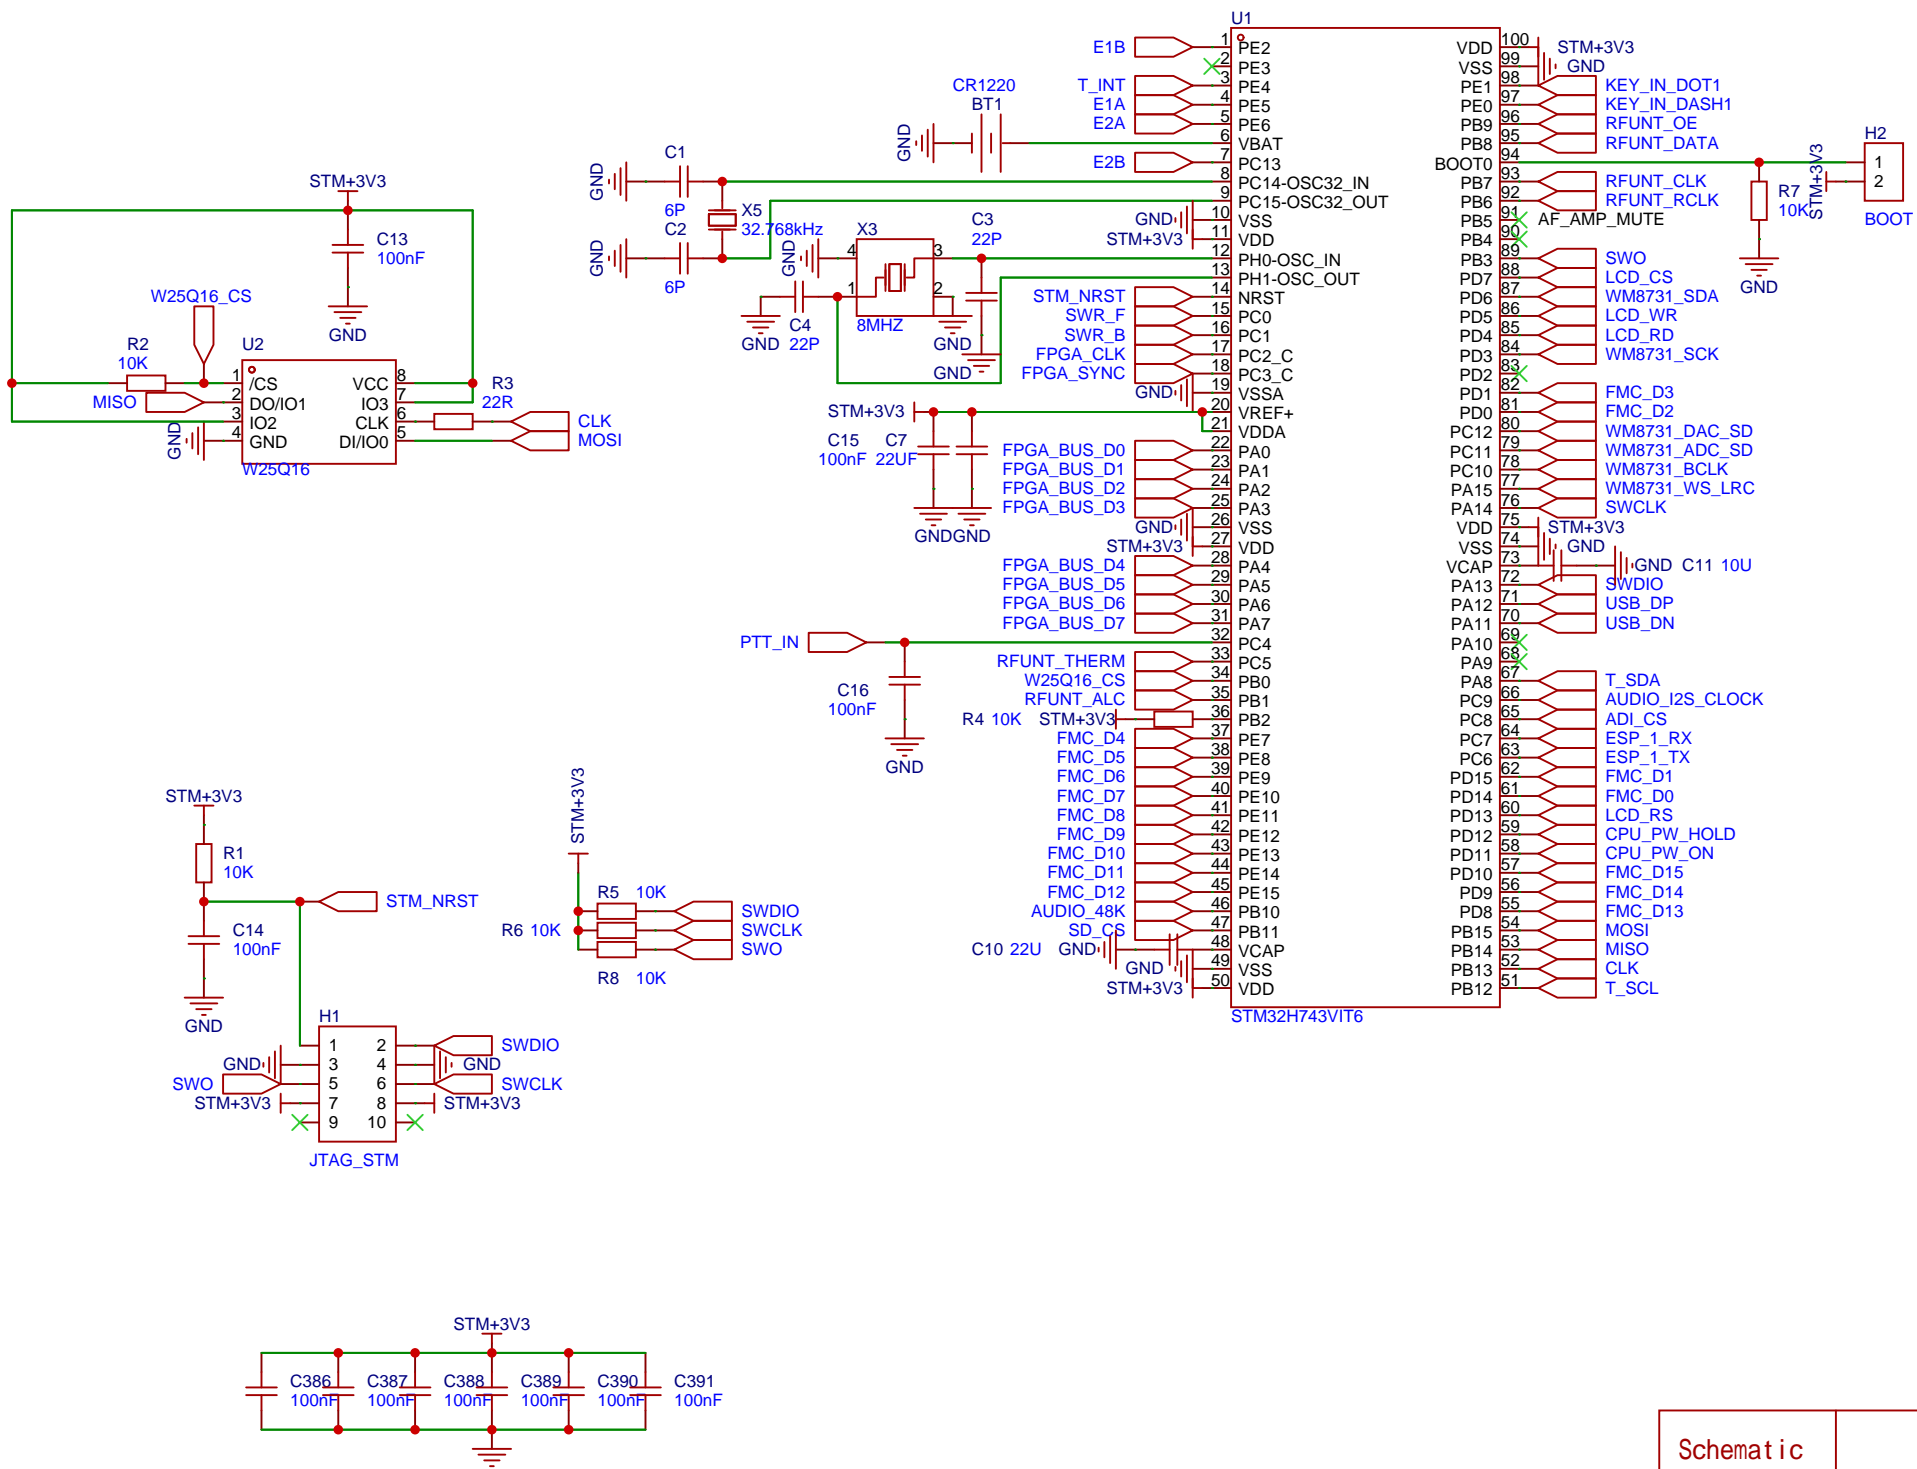 U1
E1B 1 PE2
2 PE3
T_INT 3 PE4
E1A 4 PE5
E2A 5 PE6
6 VBAT
E2B 7 PC13
8 PC14-OSC32_IN
9 PC15-OSC32_OUT
GND 10 VSS
STM+3V3 11 VDD
12 PH0-OSC_IN
13 PH1-OSC_OUT
STM_NRST 14 NRST
SWR_F 15 PC0
SWR_B 16 PC1
FPGA_CLK 17 PC2_C
FPGA_SYNC 18 PC3_C
GND 19 VSSA
STM+3V3 20 VREF+
21 VDDA
FPGA_BUS_D0 22 PA0
FPGA_BUS_D1 23 PA1
FPGA_BUS_D2 24 PA2
FPGA_BUS_D3 25 PA3
GND 26 VSS
STM+3V3 27 VDD
FPGA_BUS_D4 28 PA4
FPGA_BUS_D5 29 PA5
FPGA_BUS_D6 30 PA6
FPGA_BUS_D7 31 PA7
PTT_IN 32 PC4
RFUNT_THERM 33 PC5
W25Q16_CS 34 PB0
RFUNT_ALC 35 PB1
R4 10K STM+3V3 36 PB2
FMC_D4 37 PE7
FMC_D5 38 PE8
FMC_D6 39 PE9
FMC_D7 40 PE10
FMC_D8 41 PE11
FMC_D9 42 PE12
FMC_D10 43 PE13
FMC_D11 44 PE14
FMC_D12 45 PE15
AUDIO_48K 46 PB10
SD_CS 47 PB11
C10 22U GND 48 VCAP
GND 49 VSS
STM+3V3 50 VDD
STM32H743VIT6
VDD 100 STM+3V3
VSS 99 GND
PE1 98 KEY_IN_DOT1
PE0 97 KEY_IN_DASH1
PB9 96 RFUNT_OE
PB8 95 RFUNT_DATA
BOOT0 94
PB7 93 RFUNT_CLK
PB6 92 RFUNT_RCLK
PB5 91 AF_AMP_MUTE
PB4 90
PB3 89 SWO
PD7 88 LCD_CS
PD6 87 WM8731_SDA
PD5 86 LCD_WR
PD4 85 LCD_RD
PD3 84 WM8731_SCK
PD2 83
PD1 82 FMC_D3
PD0 81 FMC_D2
PC12 80 WM8731_DAC_SD
PC11 79 WM8731_ADC_SD
PC10 78 WM8731_BCLK
PA15 77 WM8731_WS_LRC
PA14 76 SWCLK
VDD 75 STM+3V3
VSS 74 GND
VCAP 73 GND C11 10U
PA13 72 SWDIO
PA12 71 USB_DP
PA11 70 USB_DN
PA10 69
PA9 68
PA8 67 T_SDA
PC9 66 AUDIO_I2S_CLOCK
PC8 65 ADI_CS
PC7 64 ESP_1_RX
PC6 63 ESP_1_TX
PD15 62 FMC_D1
PD14 61 FMC_D0
PD13 60 LCD_RS
PD12 59 CPU_PW_HOLD
PD11 58 CPU_PW_ON
PD10 57 FMC_D15
PD9 56 FMC_D14
PD8 55 FMC_D13
PB15 54 MOSI
PB14 53 MISO
PB13 52 CLK
PB12 51 T_SCL
H2
1
2
BOOT
STM+3V3
R7
10K
GND
CR1220
BT1
GND
C1
6P
GND
X5
32.768kHz
C2
6P
GND
X3
4 3
1 2
8MHZ
GND
C3
22P
GND
GND
C4
22P
GND
C15
100nF
C7
22UF
GND GND
C16
100nF
GND
STM+3V3
C13
100nF
GND
W25Q16_CS
R2
10K
U2
1 /CS VCC 8
MISO 2 DO/IO1 IO3 7
3 IO2 CLK 6
4 GND DI/IO0 5
GND
W25Q16
R3
22R
CLK
MOSI
STM+3V3
R1
10K
STM_NRST
C14
100nF
GND
H1
1 2 SWDIO
GND 3 4 GND
SWO 5 6 SWCLK
STM+3V3 7 8 STM+3V3
9 10
JTAG_STM
STM+3V3
R5 10K SWDIO
R6 10K SWCLK
SWO
R8 10K
STM+3V3
C386 C387 C388 C389 C390 C391
100nF 100nF 100nF 100nF 100nF 100nF
Schematic